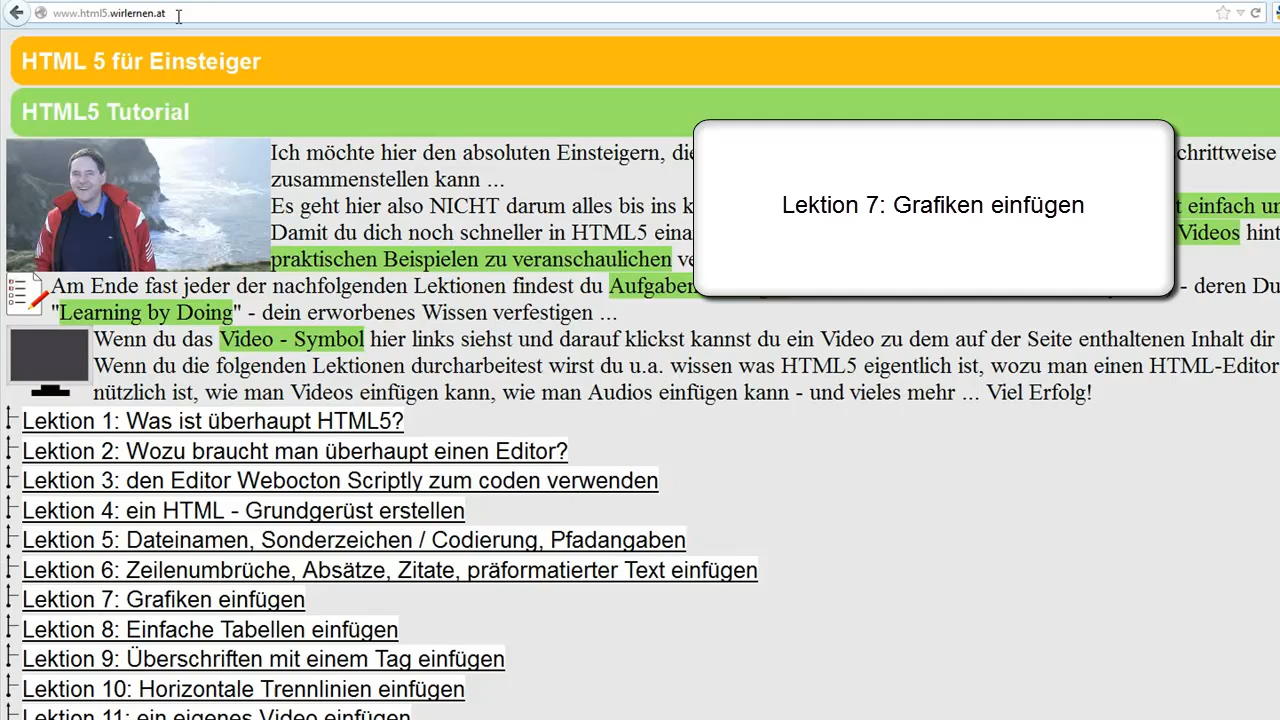 www.html5.wirlernen.at
HTML 5 für Einsteiger
HTML5 Tutorial
Ich möchte hier den absoluten Einsteigern, die chrittweise
zusammenstellen kann ...
Es geht hier also NICHT darum alles bis ins k t einfach un
Damit du dich noch schneller in HTML5 eina Videos hint
praktischen Beispielen zu veranschaulichen ve
Lektion 7: Grafiken einfügen
Am Ende fast jeder der nachfolgenden Lektionen findest du Aufgaben - deren Du
"Learning by Doing" - dein erworbenes Wissen verfestigen ...
Wenn du das Video - Symbol hier links siehst und darauf klickst kannst du ein Video zu dem auf der Seite enthaltenen Inhalt dir
Wenn du die folgenden Lektionen durcharbeitest wirst du u.a. wissen was HTML5 eigentlich ist, wozu man einen HTML-Editor
nützlich ist, wie man Videos einfügen kann, wie man Audios einfügen kann - und vieles mehr ... Viel Erfolg!
Lektion 1: Was ist überhaupt HTML5?
Lektion 2: Wozu braucht man überhaupt einen Editor?
Lektion 3: den Editor Webocton Scriptly zum coden verwenden
Lektion 4: ein HTML - Grundgerüst erstellen
Lektion 5: Dateinamen, Sonderzeichen / Codierung, Pfadangaben
Lektion 6: Zeilenumbrüche, Absätze, Zitate, präformatierter Text einfügen
Lektion 7: Grafiken einfügen
Lektion 8: Einfache Tabellen einfügen
Lektion 9: Überschriften mit einem Tag einfügen
Lektion 10: Horizontale Trennlinien einfügen
Lektion 11: ein eigenes Video einfügen